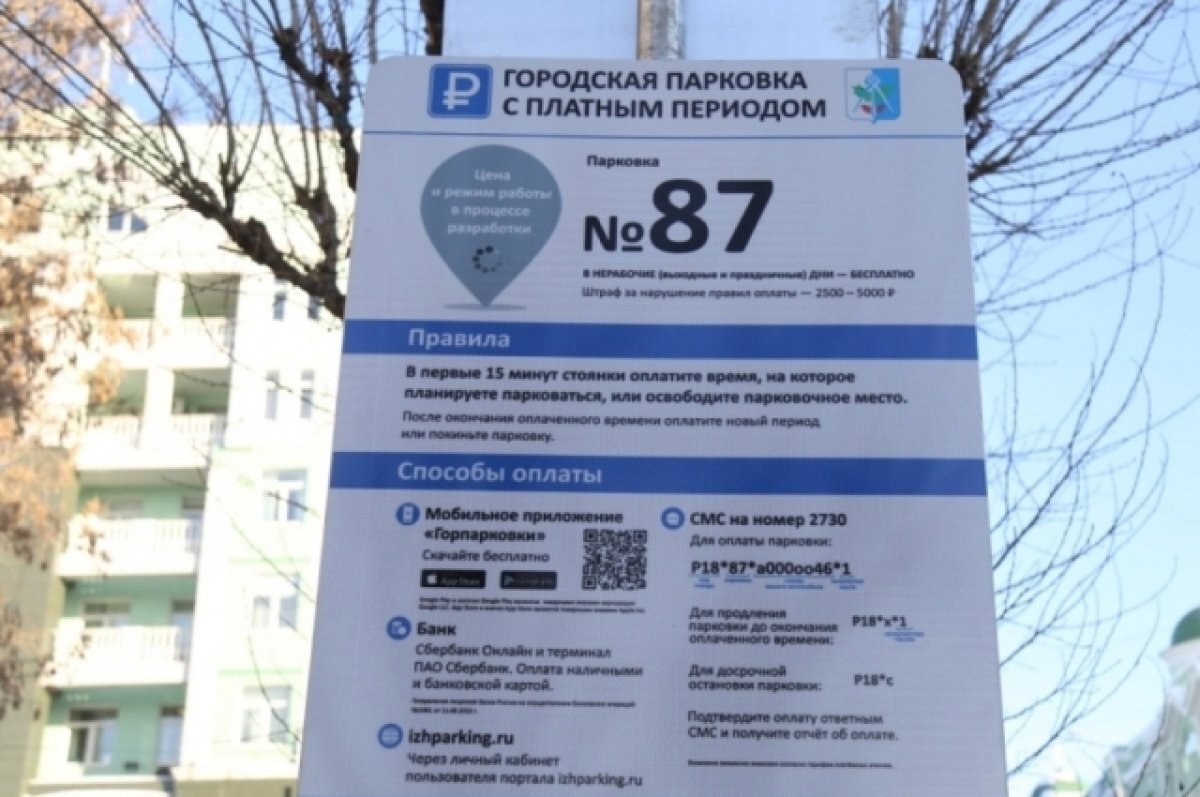 ГОРОДСКАЯ ПАРКОВКА
С ПЛАТНЫМ ПЕРИОДОМ
Цена
и режим работы
в процессе
разработки
Парковка
№87
В НЕРАБОЧИЕ (выходные и праздничные) ДНИ — БЕСПЛАТНО
Штраф за нарушение правил оплаты — 2500 – 5000 ₽
Правила
В первые 15 минут стоянки оплатите время, на которое
планируете парковаться, или освободите парковочное место.
После окончания оплаченного времени оплатите новый период
или покиньте парковку.
Способы оплаты
Мобильное приложение
«Горпарковки»
Скачайте бесплатно
App Store
Google Play
Банк
Сбербанк Онлайн и терминал
ПАО Сбербанк. Оплата наличными
и банковской картой.
izhparking.ru
Через личный кабинет
пользователя портала izhparking.ru
СМС на номер 2730
Для оплаты парковки:
P18*87*a000oo46*1
Для продления
парковки до окончания
оплаченного времени:
P18*x*1
Для досрочной
остановки парковки:
P18*c
Подтвердите оплату ответным
СМС и получите отчёт об оплате.